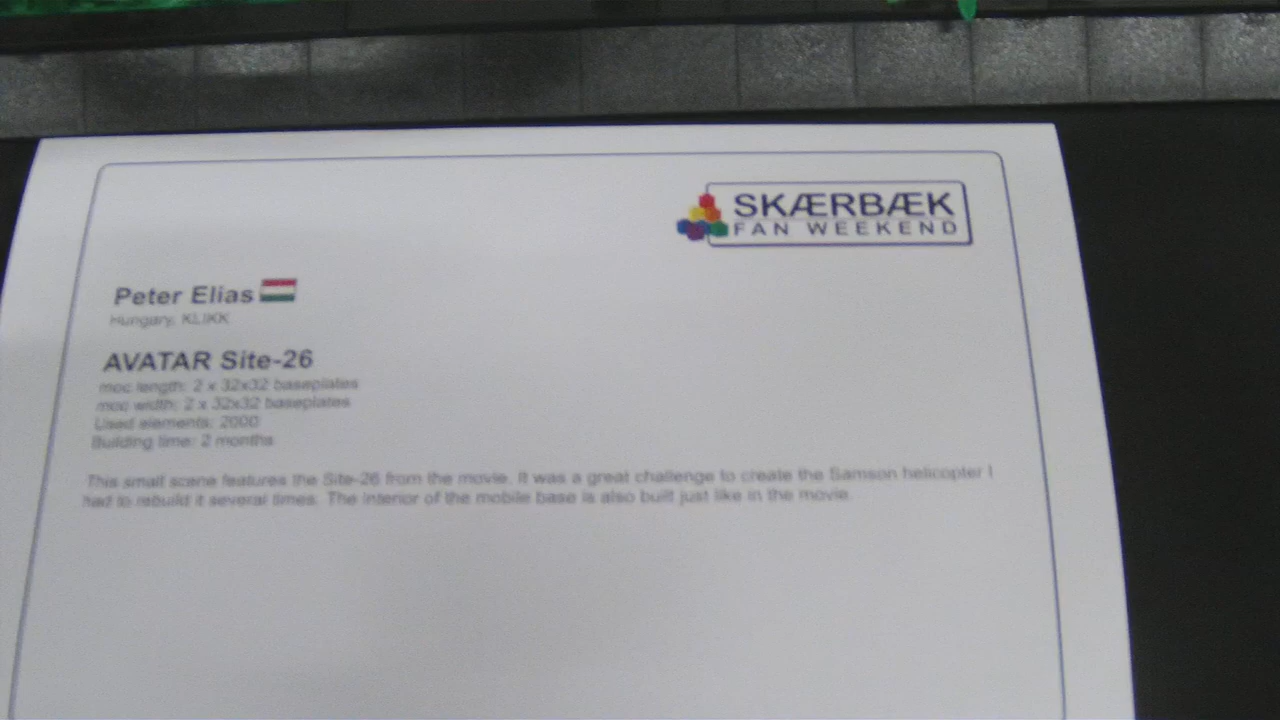 SKÆRBÆK
FAN WEEKEND
Peter Elias
Hungary, KLIKK
AVATAR Site-26
moc length: 2 x 32x32 baseplates
moc width: 2 x 32x32 baseplates
Used elements: 2000
Building time: 2 months
This small scene features the Site-26 from the movie. It was a great challenge to create the Samson helicopter I
had to rebuild it several times. The interior of the mobile base is also built just like in the movie.